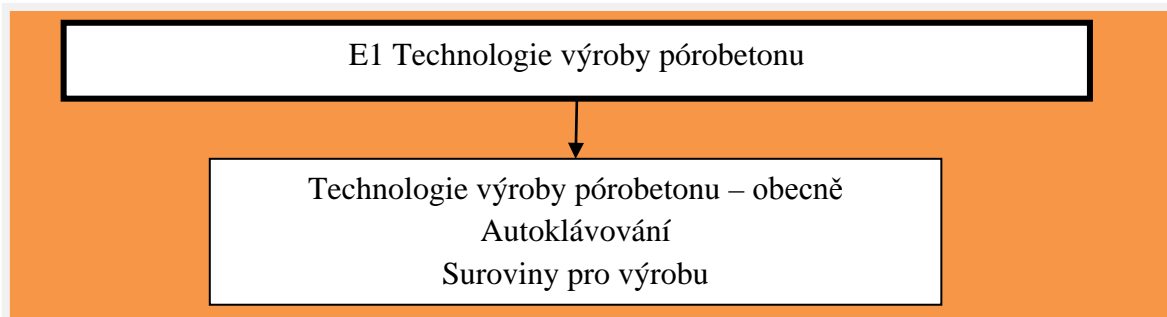 E1 Technologie výroby pórobetonu
Technologie výroby pórobetonu – obecně
Autoklávování
Suroviny pro výrobu